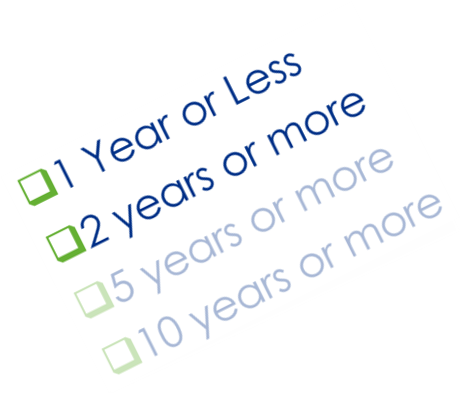 1 Year or Less
2 years or more
5 years or more
10 years or more